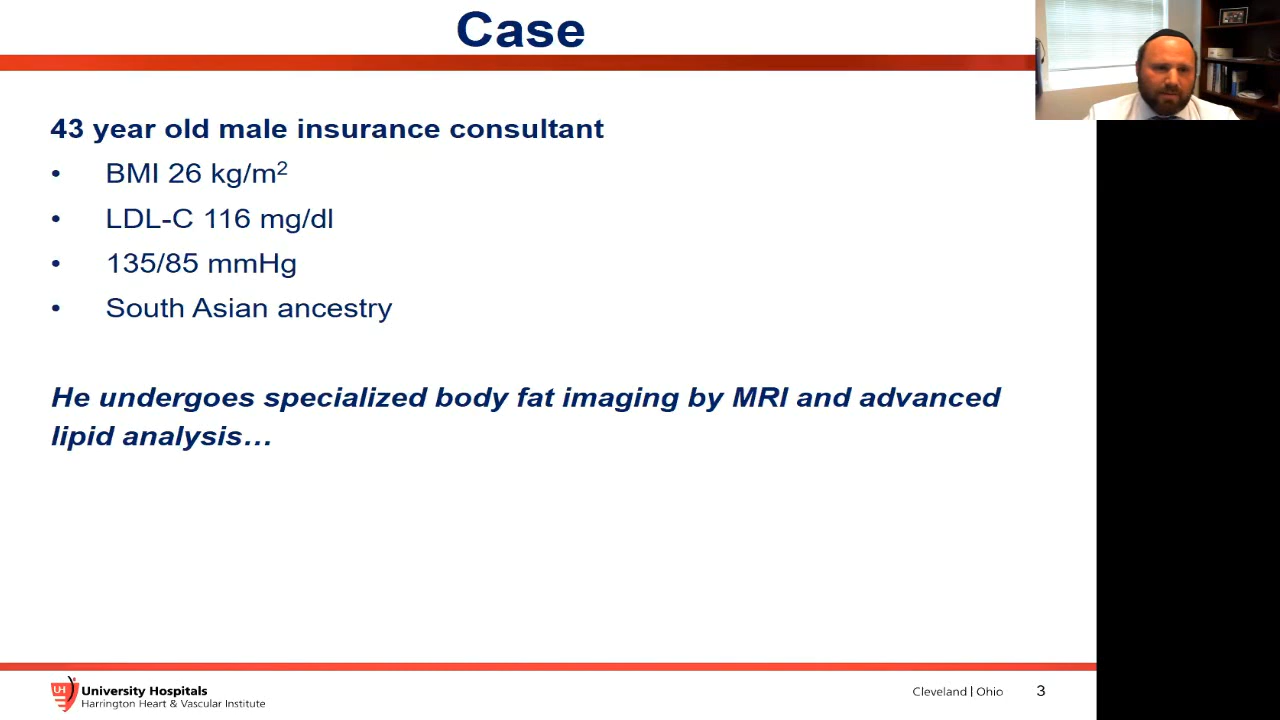 Case
43 year old male insurance consultant
• BMI 26 kg/m²
• LDL-C 116 mg/dl
• 135/85 mmHg
• South Asian ancestry
He undergoes specialized body fat imaging by MRI and advanced
lipid analysis…
UH University Hospitals
Harrington Heart & Vascular Institute
Cleveland | Ohio 3